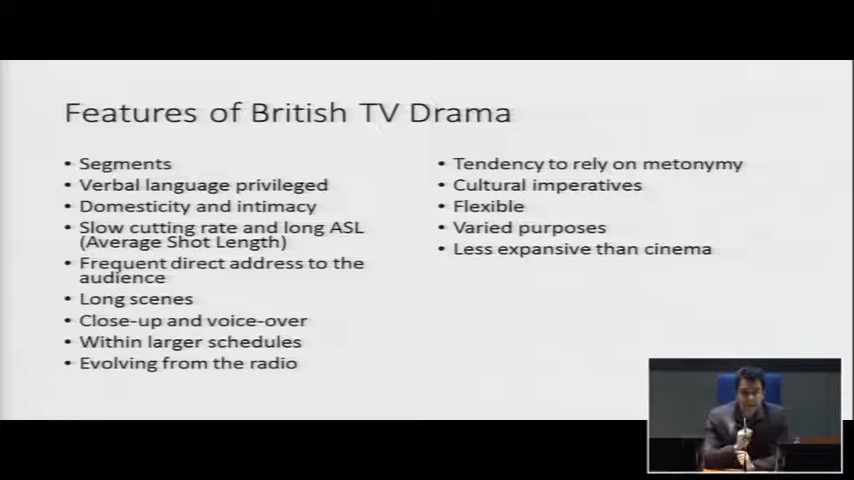 Features of British TV Drama
• Segments
• Verbal language privileged
• Domesticity and intimacy
• Slow cutting rate and long ASL
(Average Shot Length)
• Frequent direct address to the
audience
• Long scenes
• Close-up and voice-over
• Within larger schedules
• Evolving from the radio
• Tendency to rely on metonymy
• Cultural imperatives
• Flexible
• Varied purposes
• Less expansive than cinema